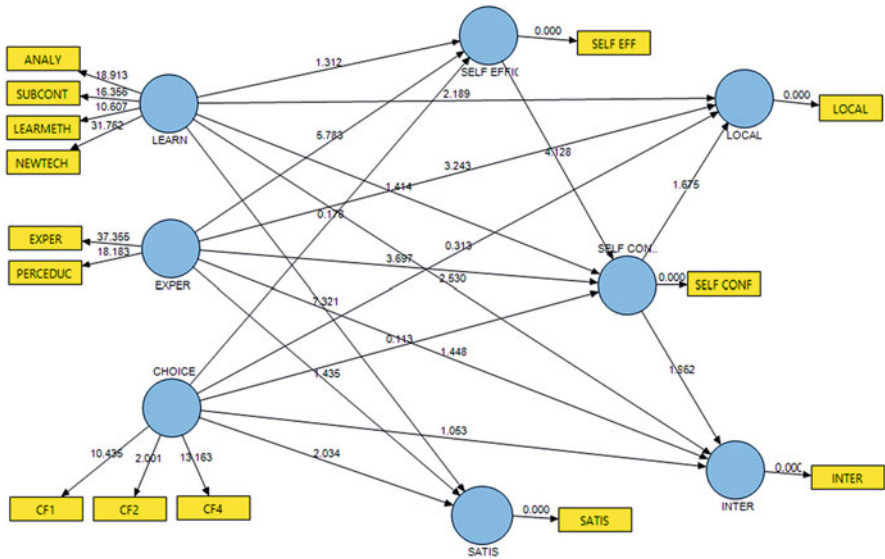 ANALY
SUBCONT
LEARMETH
NEWTECH
18.913
16.356
10.607
31.762
LEARN
1.312
SELF EFFIC
0.000
SELF EFF
2.189
LOCAL
0.000
LOCAL
5.783
4.128
3.243
1.414
1.675
0.178
EXPER
PERCEDUC
37.355
18.183
EXPER
3.697
0.313
2.530
SELF CON..
0.000
SELF CONF
7.321
0.113
1.448
1.435
1.862
CHOICE
1.053
2.034
10.435
2.001
13.163
CF1
CF2
CF4
SATIS
0.000
SATIS
INTER
0.000
INTER